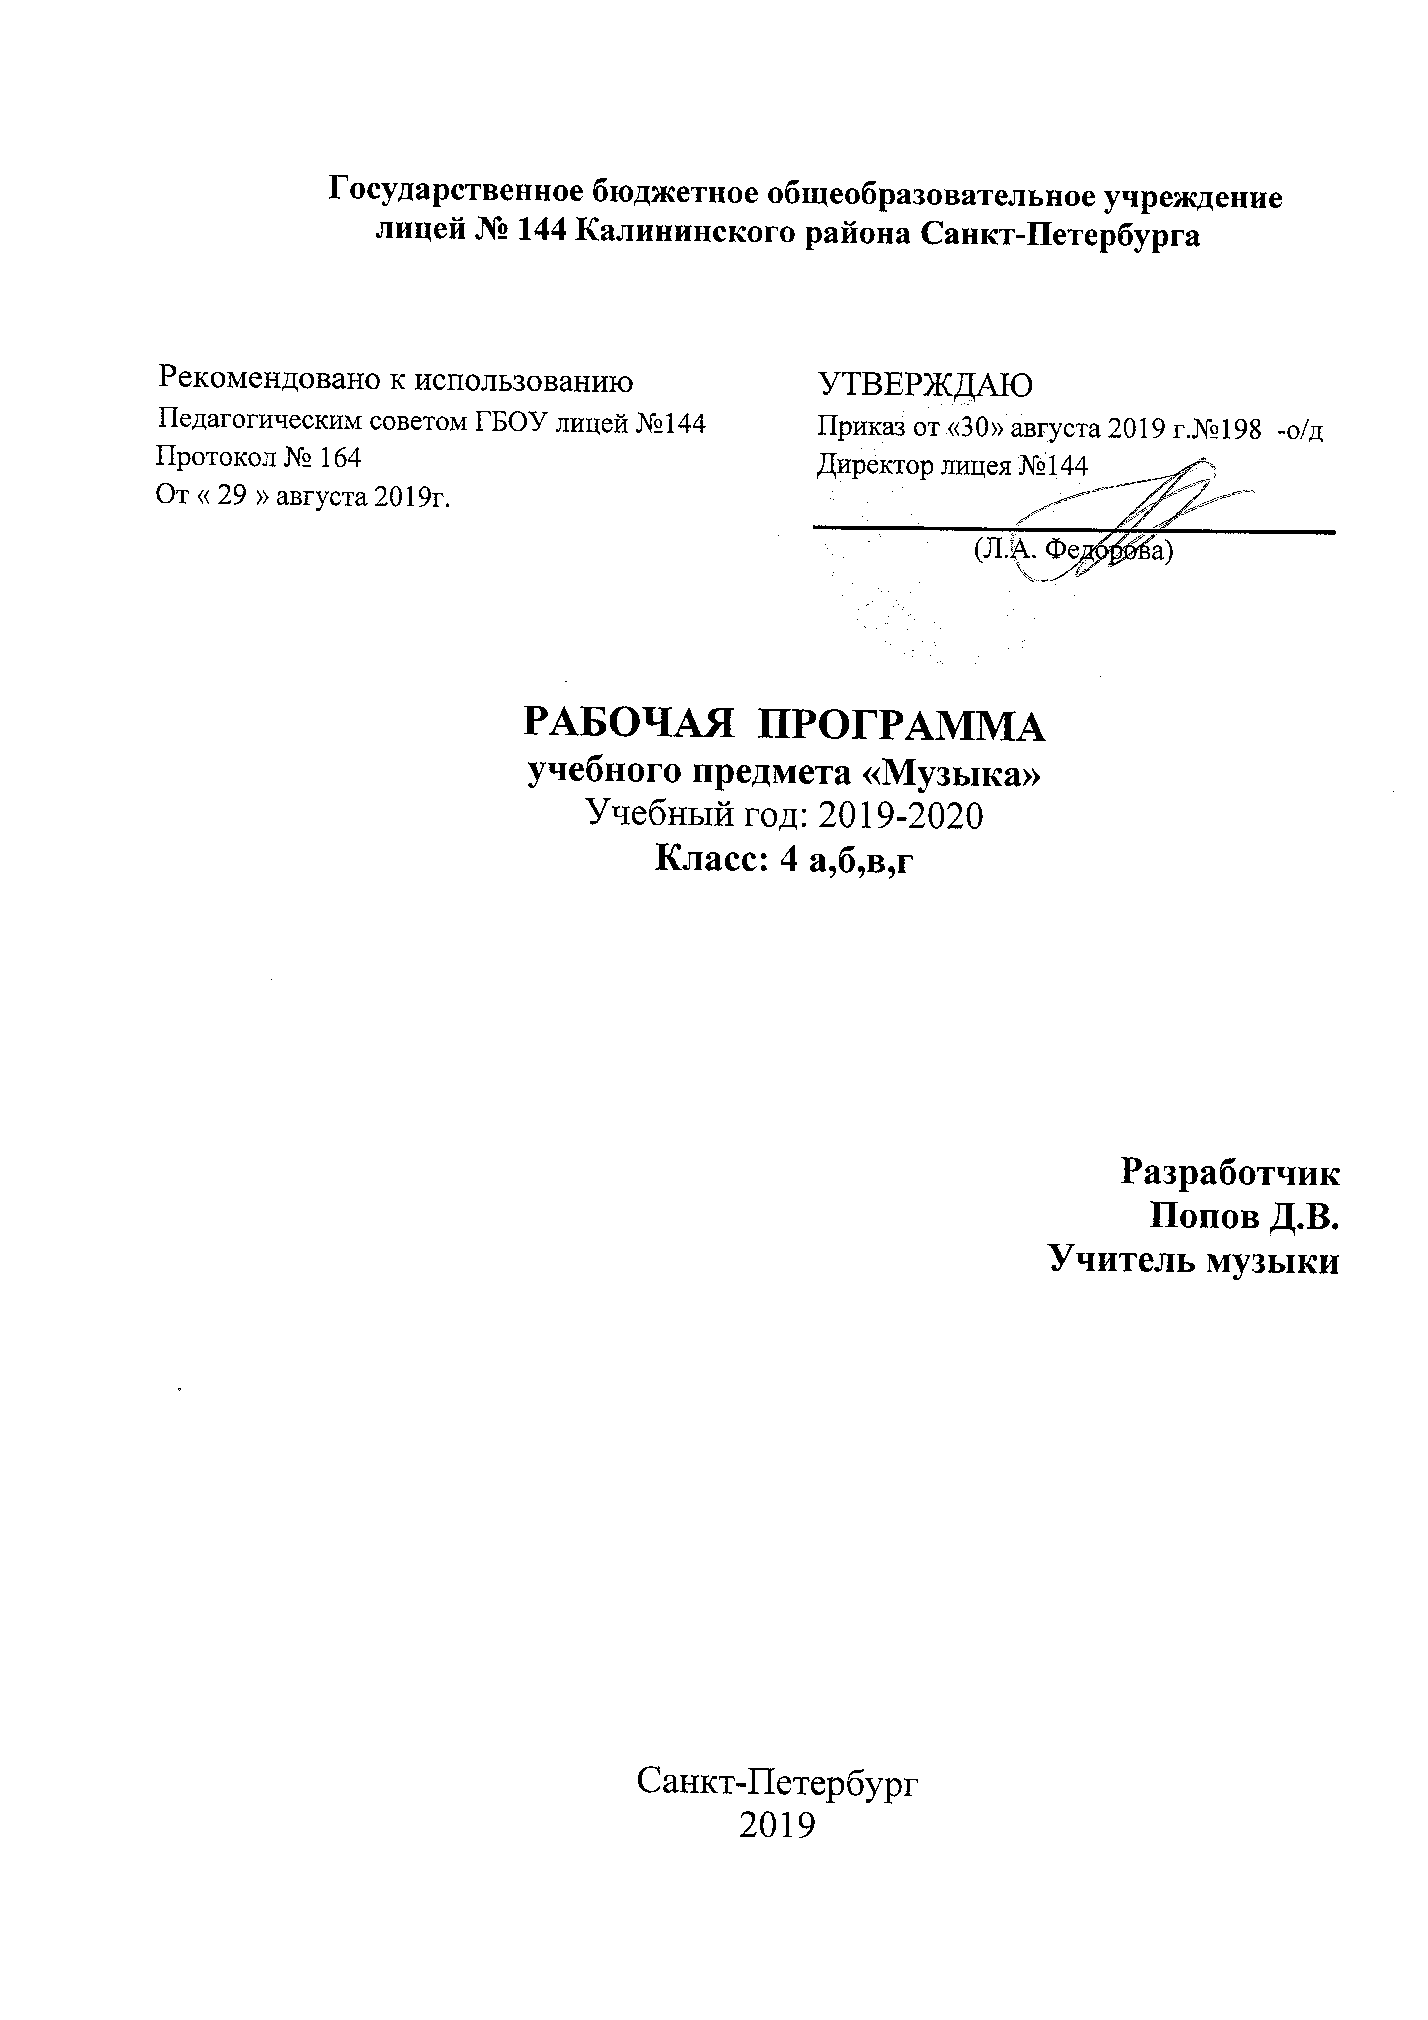 Государственное бюджетное общеобразовательное учреждение
лицей № 144 Калининского района Санкт-Петербурга
Рекомендовано к использованию
Педагогическим советом ГБОУ лицей №144
Протокол № 164
От « 29 » августа 2019г.
УТВЕРЖДАЮ
Приказ от «30» августа 2019 г.№198 -о/д
Директор лицея №144
(Л.А. Федорова)
РАБОЧАЯ ПРОГРАММА
учебного предмета «Музыка»
Учебный год: 2019-2020
Класс: 4 а,б,в,г
Разработчик
Попов Д.В.
Учитель музыки
Санкт-Петербург
2019